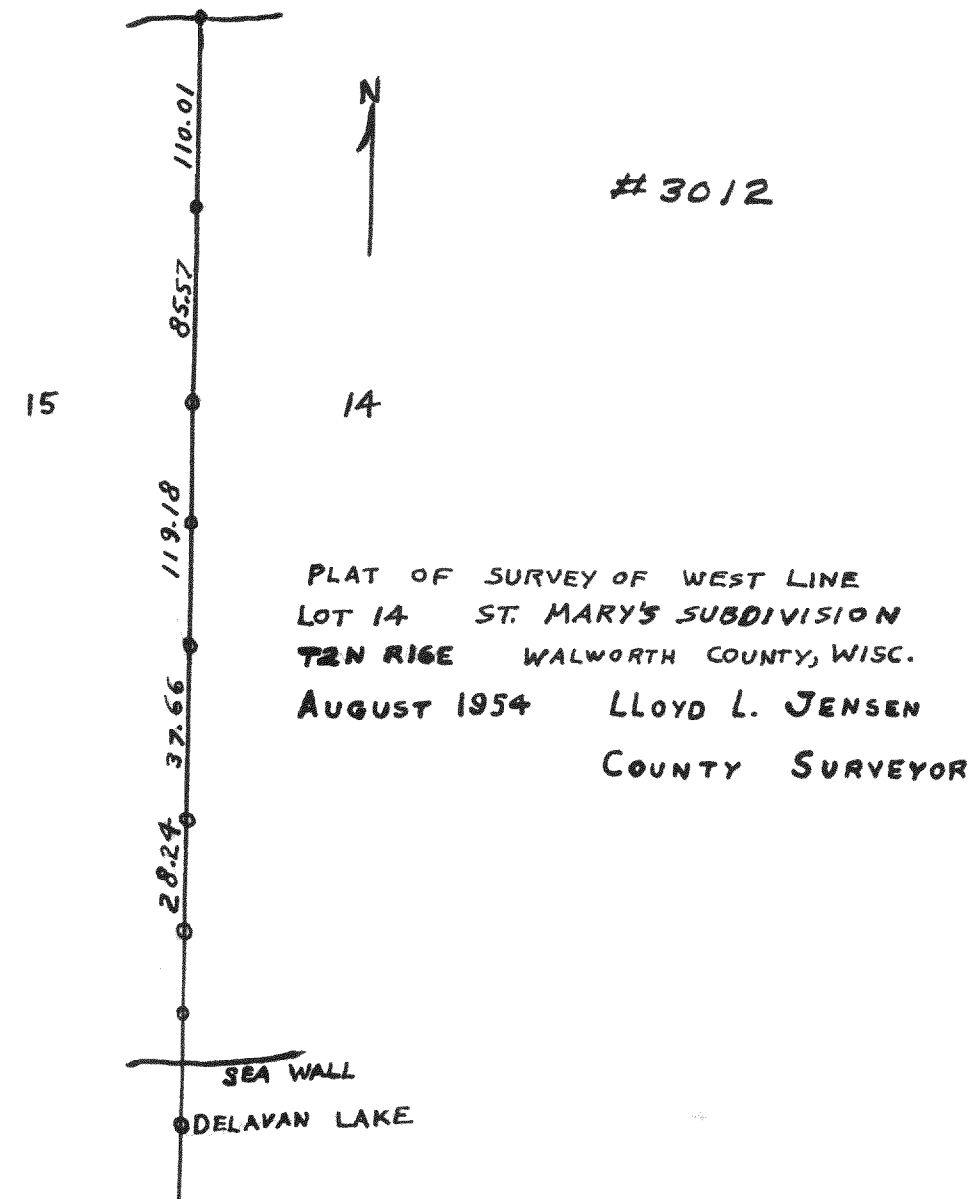 110.01
N
#3012
85.57
15
14
119.18
PLAT OF SURVEY OF WEST LINE
LOT 14 ST. MARY'S SUBDIVISION
T2N R16E WALWORTH COUNTY, WISC.
AUGUST 1954 LLOYD L. JENSEN
COUNTY SURVEYOR
37.66
28.24
SEA WALL
DELAVAN LAKE